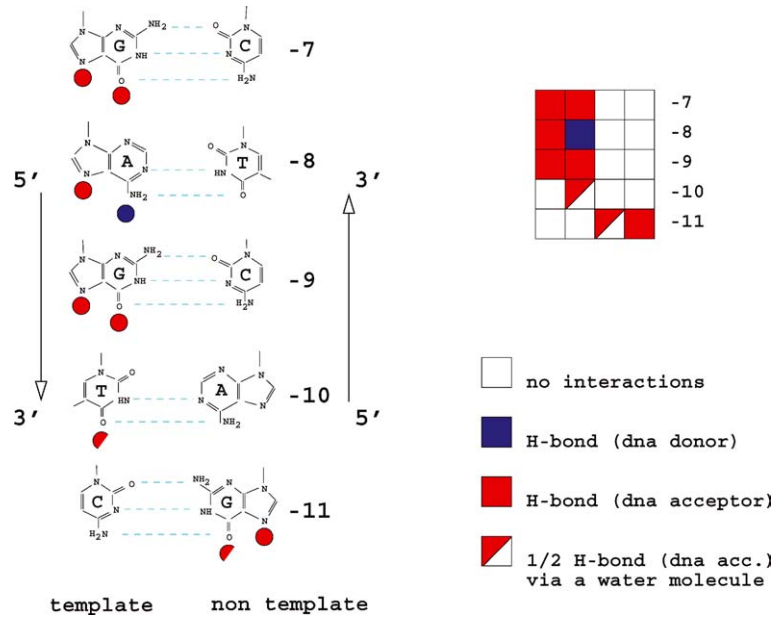 N N NH₂ O N
G NH N C -7
N O H₂N
N N N
A N O T -8
N NH₂ HN O
5′ 3′
N N NH₂ O N
G NH N C -9
N O H₂N
N O N N
T NH N A -10
O NH₂ N
3′ 5′
N O NH₂ N N
C N HN G -11
H₂N O N
template non template
-7
-8
-9
-10
-11
no interactions
H-bond (dna donor)
H-bond (dna acceptor)
1/2 H-bond (dna acc.)
via a water molecule